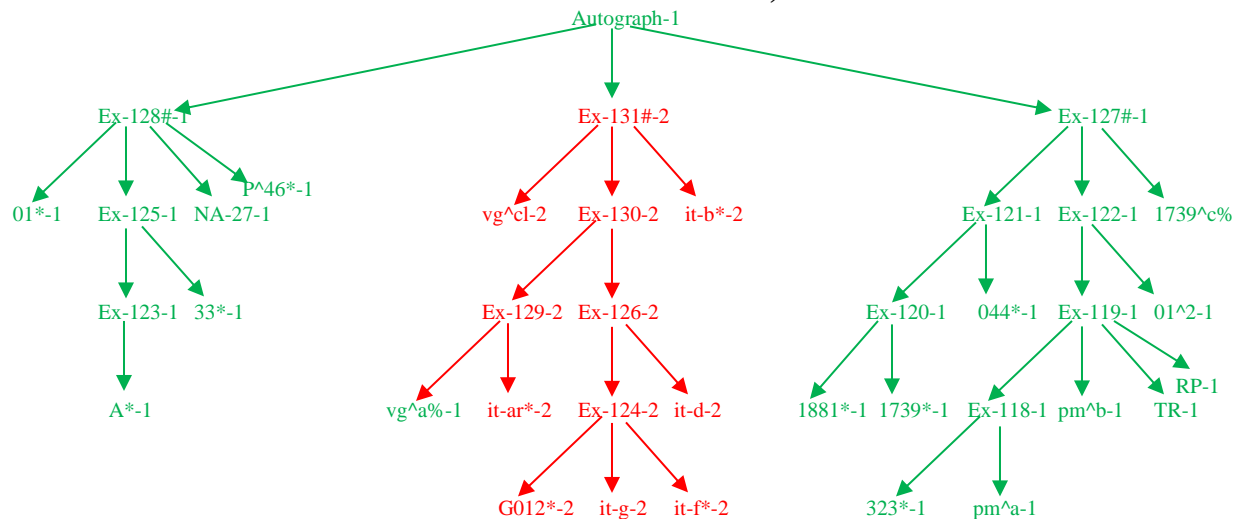 Autograph-1
Ex-128#-1 Ex-131#-2 Ex-127#-1
P^46*-1
01*-1 Ex-125-1 NA-27-1 vg^cl-2 Ex-130-2 it-b*-2 Ex-121-1 Ex-122-1 1739^c%
Ex-123-1 33*-1 Ex-129-2 Ex-126-2 Ex-120-1 044*-1 Ex-119-1 01^2-1
RP-1
A*-1 vg^a%-1 it-ar*-2 Ex-124-2 it-d-2 1881*-1 1739*-1 Ex-118-1 pm^b-1 TR-1
G012*-2 it-g-2 it-f*-2 323*-1 pm^a-1